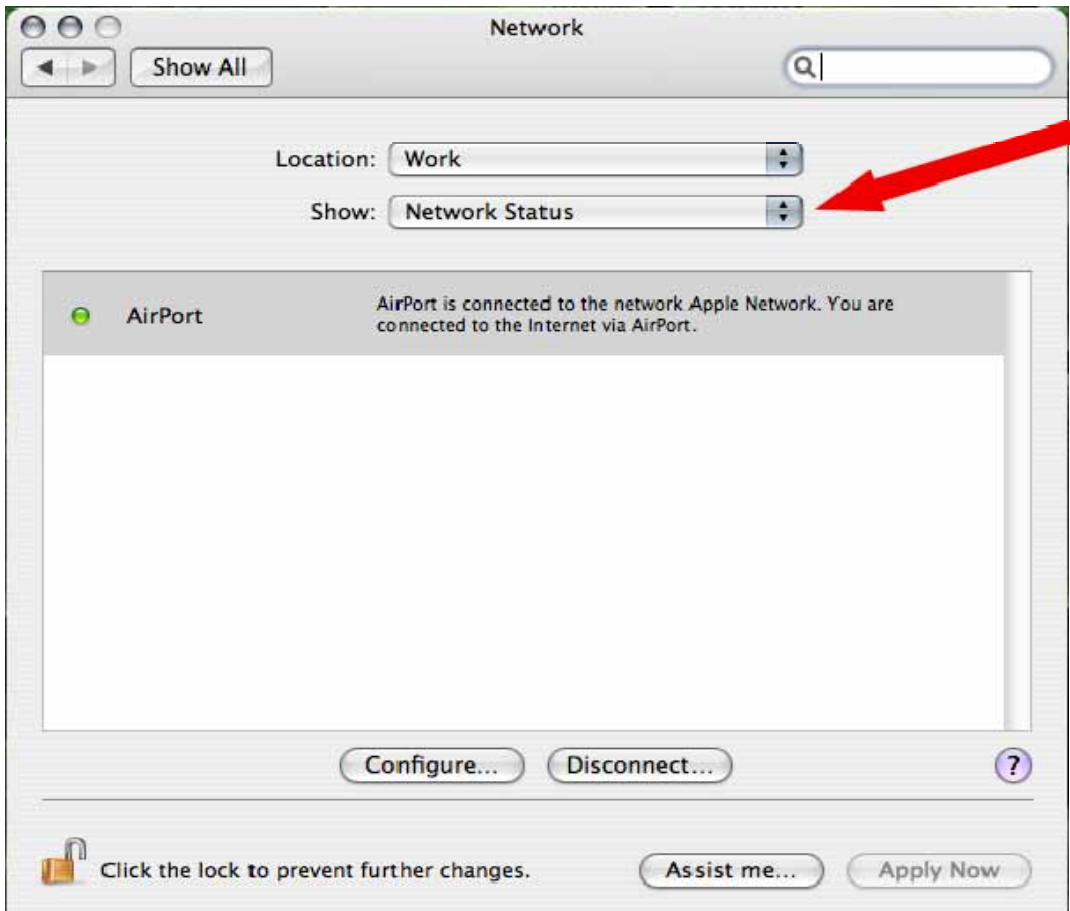 Network
Show All
Location: Work
Show: Network Status
AirPort
AirPort is connected to the network Apple Network. You are
connected to the Internet via AirPort.
Configure... Disconnect... ?
Click the lock to prevent further changes. Assist me... Apply Now